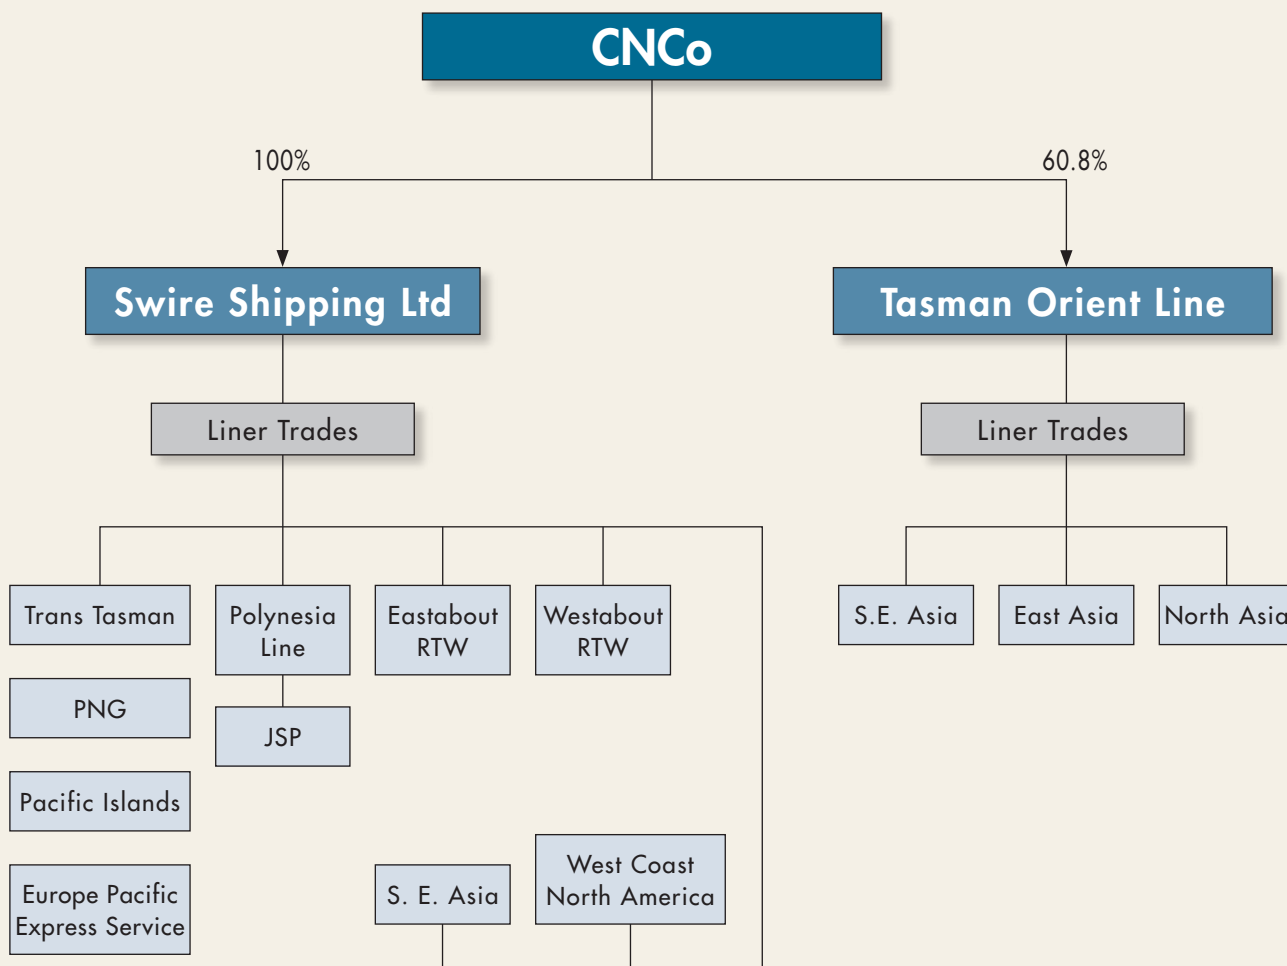 CNCo
100%
60.8%
Swire Shipping Ltd
Tasman Orient Line
Liner Trades
Liner Trades
Trans Tasman
Polynesia
Line
Eastabout
RTW
Westabout
RTW
S.E. Asia
East Asia
North Asia
PNG
JSP
Pacific Islands
Europe Pacific
Express Service
S. E. Asia
West Coast
North America